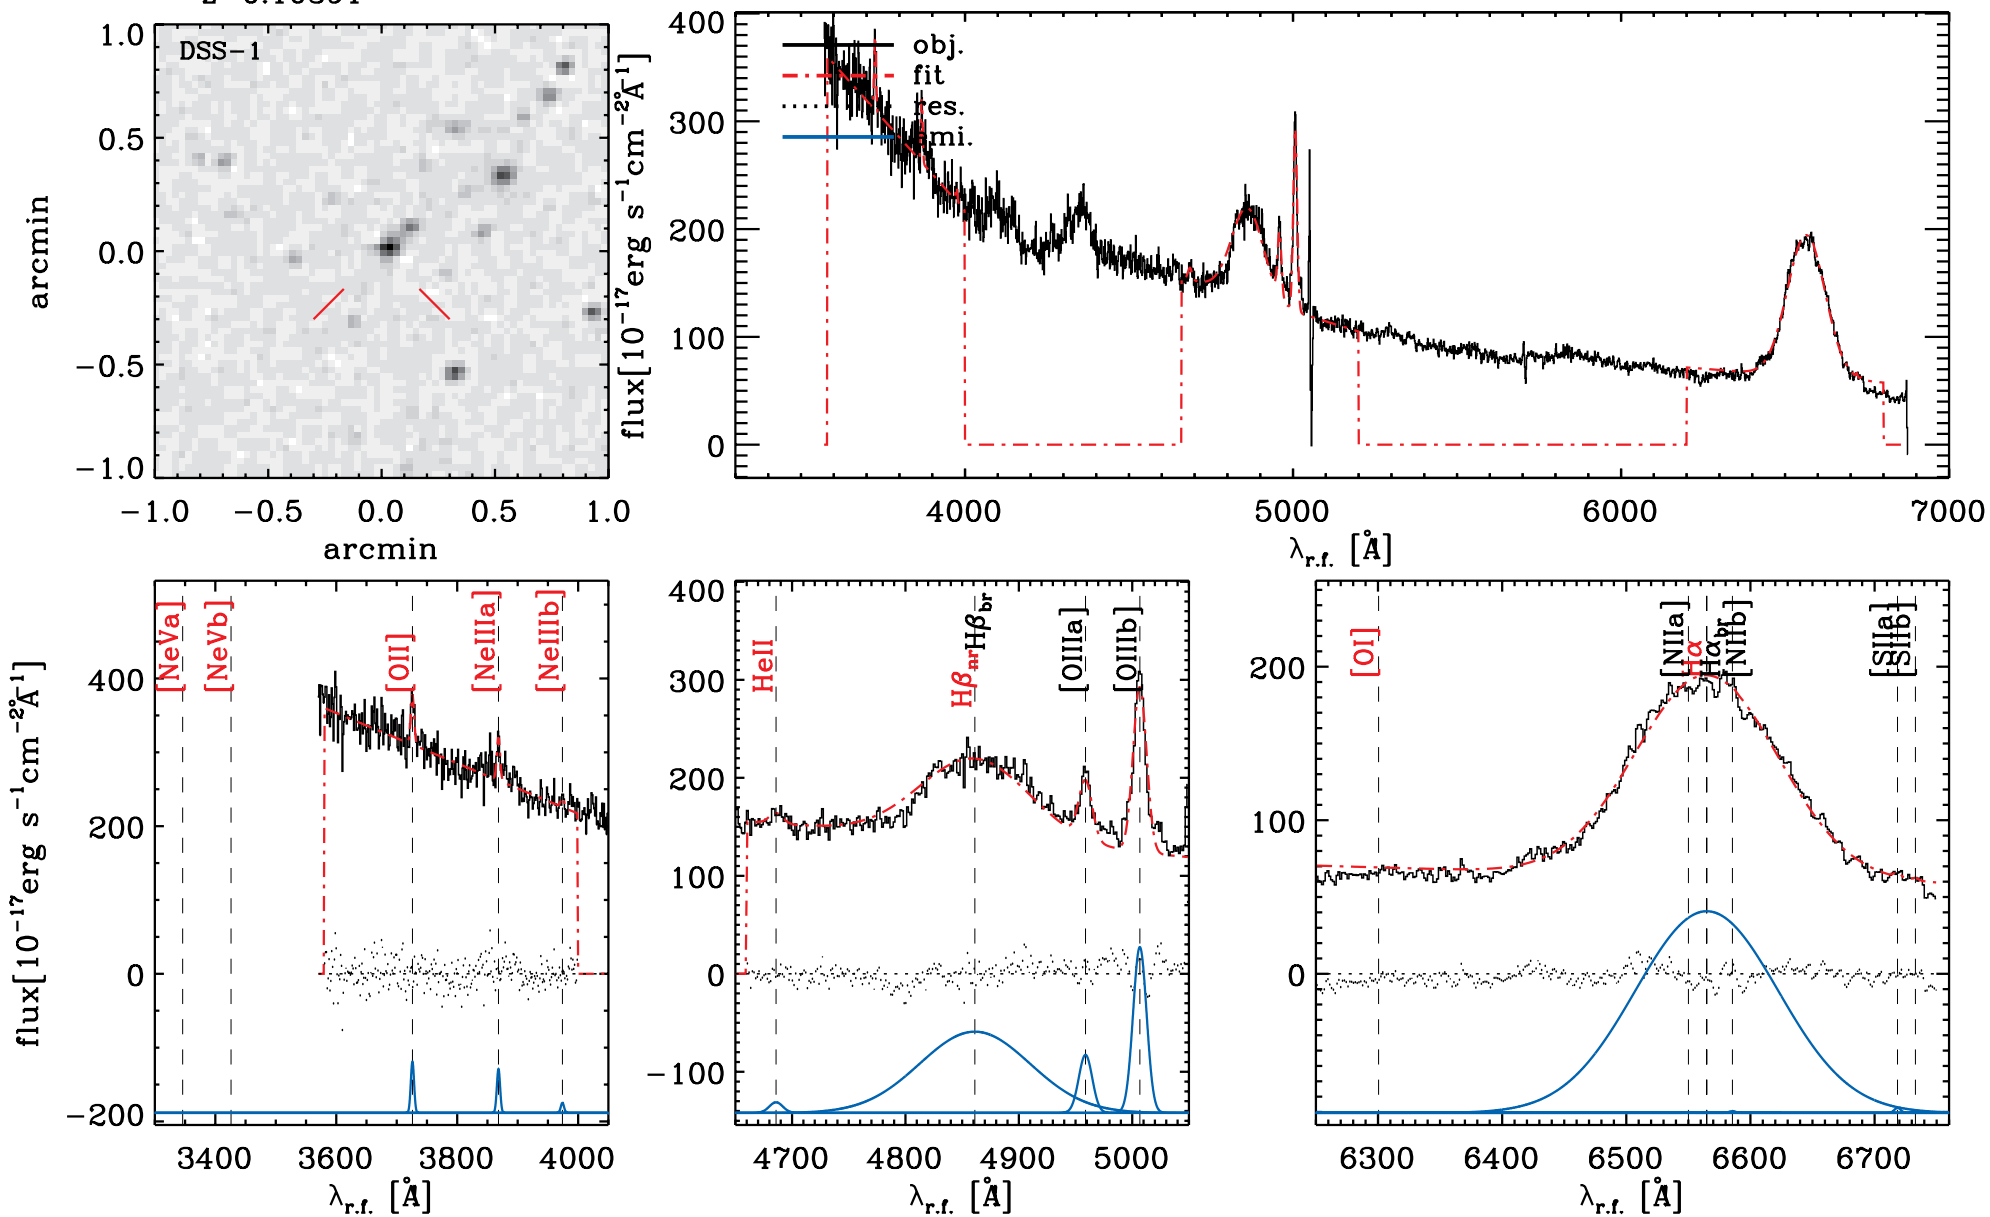 DSS-1
1.0
0.5
0.0
−0.5
−1.0
arcmin
−1.0 −0.5 0.0 0.5 1.0
arcmin
400
300
200
100
0
flux[10⁻¹⁷erg s⁻¹cm⁻²Å⁻¹]
obj.
fit
res.
emi.
4000 5000 6000 7000
λr.f. [Å]
400
200
0
−200
flux[10⁻¹⁷erg s⁻¹cm⁻²Å⁻¹]
[NeVa]
[NeVb]
[OII]
[NeIIIa]
[NeIIIb]
3400 3600 3800 4000
λr.f. [Å]
400
300
200
100
0
−100
HeII
Hβnr
Hβbr
[OIIIa]
[OIIIb]
4700 4800 4900 5000
λr.f. [Å]
200
100
0
[OI]
[NIIa]
Hα
Hαbr
[NIIb]
[SIIa]
[SIIb]
6300 6400 6500 6600 6700
λr.f. [Å]